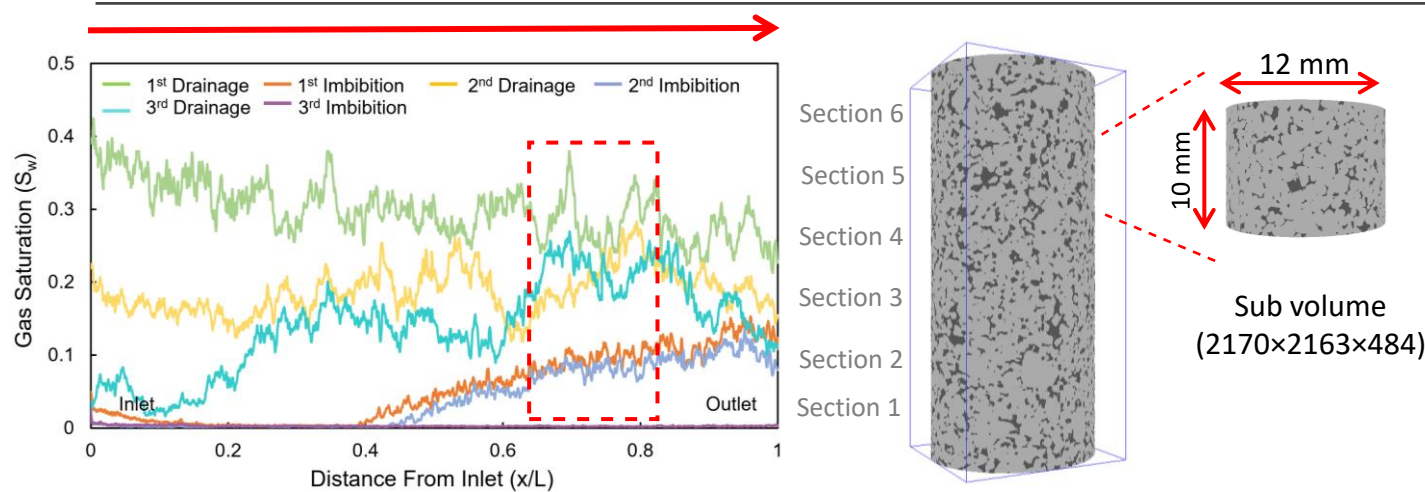 0.5
0.4
0.3
0.2
0.1
0
Gas Saturation (Sw)
1st Drainage
1st Imbibition
2nd Drainage
2nd Imbibition
3rd Drainage
3rd Imbibition
Inlet
Outlet
0
0.2
0.4
0.6
0.8
1
Distance From Inlet (x/L)
Section 6
Section 5
Section 4
Section 3
Section 2
Section 1
12 mm
10 mm
Sub volume
(2170×2163×484)